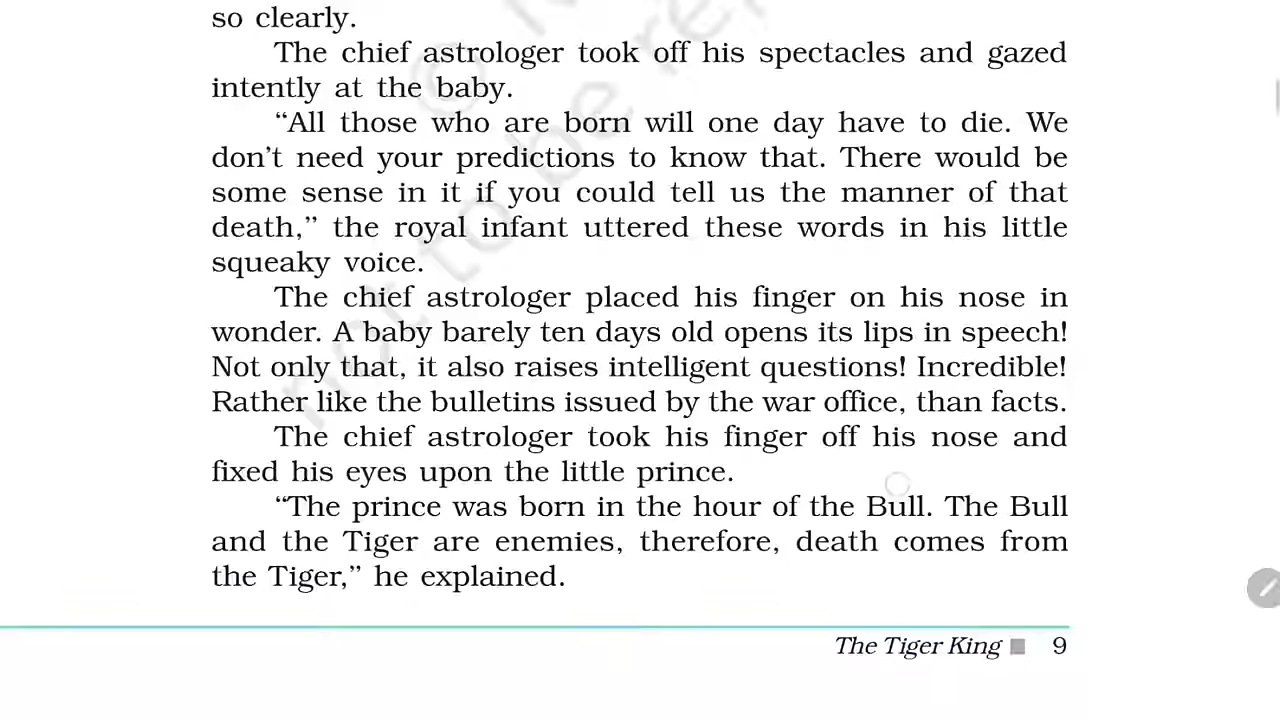 so clearly.
The chief astrologer took off his spectacles and gazed
intently at the baby.
“All those who are born will one day have to die. We
don’t need your predictions to know that. There would be
some sense in it if you could tell us the manner of that
death,’’ the royal infant uttered these words in his little
squeaky voice.
The chief astrologer placed his finger on his nose in
wonder. A baby barely ten days old opens its lips in speech!
Not only that, it also raises intelligent questions! Incredible!
Rather like the bulletins issued by the war office, than facts.
The chief astrologer took his finger off his nose and
fixed his eyes upon the little prince.
“The prince was born in the hour of the Bull. The Bull
and the Tiger are enemies, therefore, death comes from
the Tiger,’’ he explained.
The Tiger King ■ 9
not to be re
©